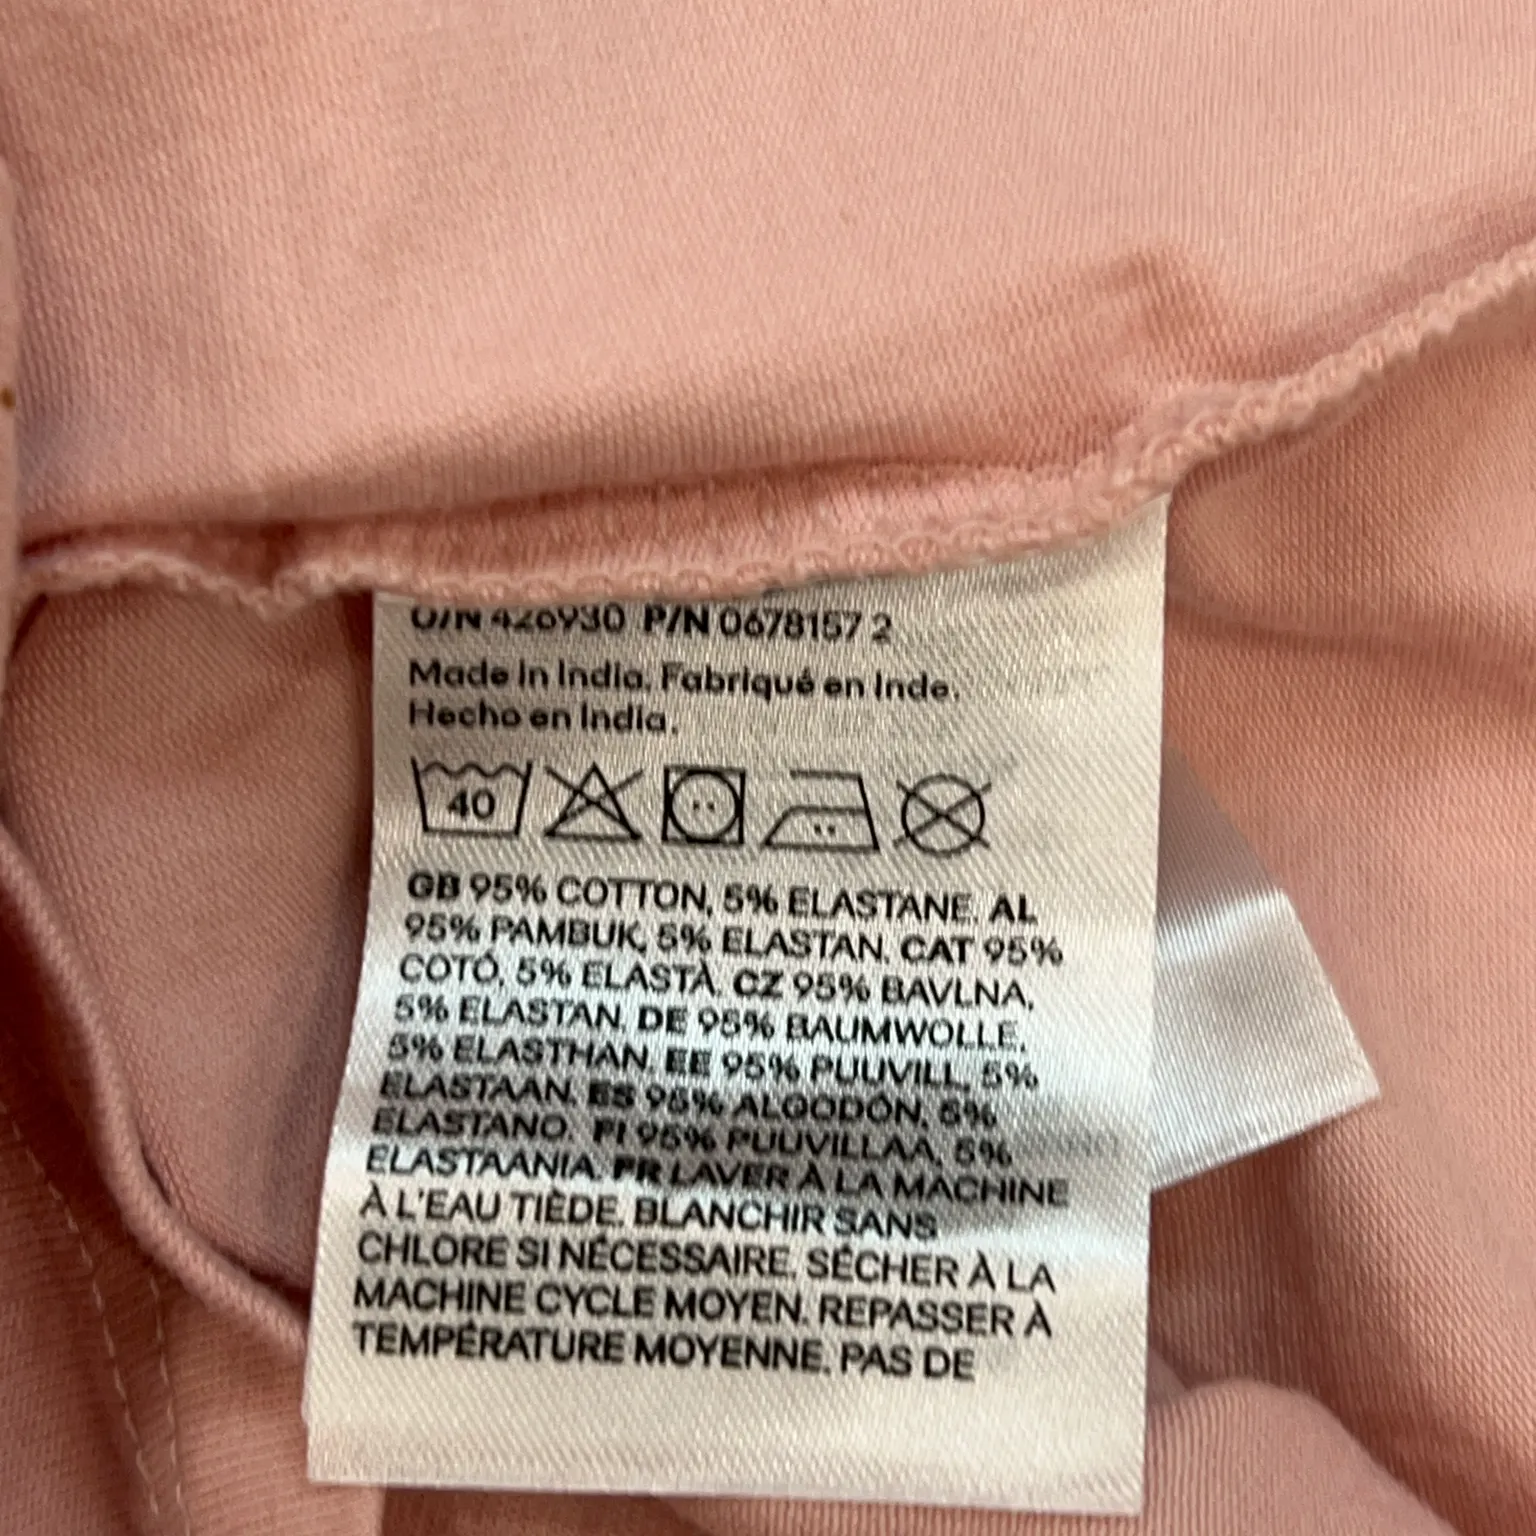 O/N 426930 P/N 0678157 2
Made in India. Fabriqué en Inde.
Hecho en India.
40
GB 95% COTTON, 5% ELASTANE. AL
95% PAMBUK, 5% ELASTAN. CAT 95%
COTÓ, 5% ELASTÀ. CZ 95% BAVLNA,
5% ELASTAN. DE 95% BAUMWOLLE,
5% ELASTHAN. EE 95% PUUVILL, 5%
ELASTAAN. ES 95% ALGODÓN, 5%
ELASTANO. FI 95% PUUVILLAA, 5%
ELASTAANIA. FR LAVER À LA MACHINE
À L'EAU TIÈDE. BLANCHIR SANS
CHLORE SI NÉCESSAIRE. SÉCHER À LA
MACHINE CYCLE MOYEN. REPASSER À
TEMPÉRATURE MOYENNE. PAS DE